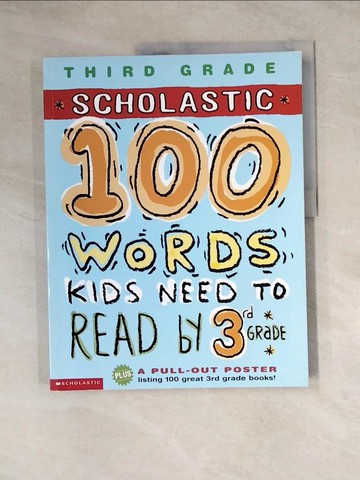 THIRD GRADE
SCHOLASTIC
100
WORDS
KIDS NEED TO
READ by 3rd GRADE
PLUS
A PULL-OUT POSTER
listing 100 great 3rd grade books!
SCHOLASTIC